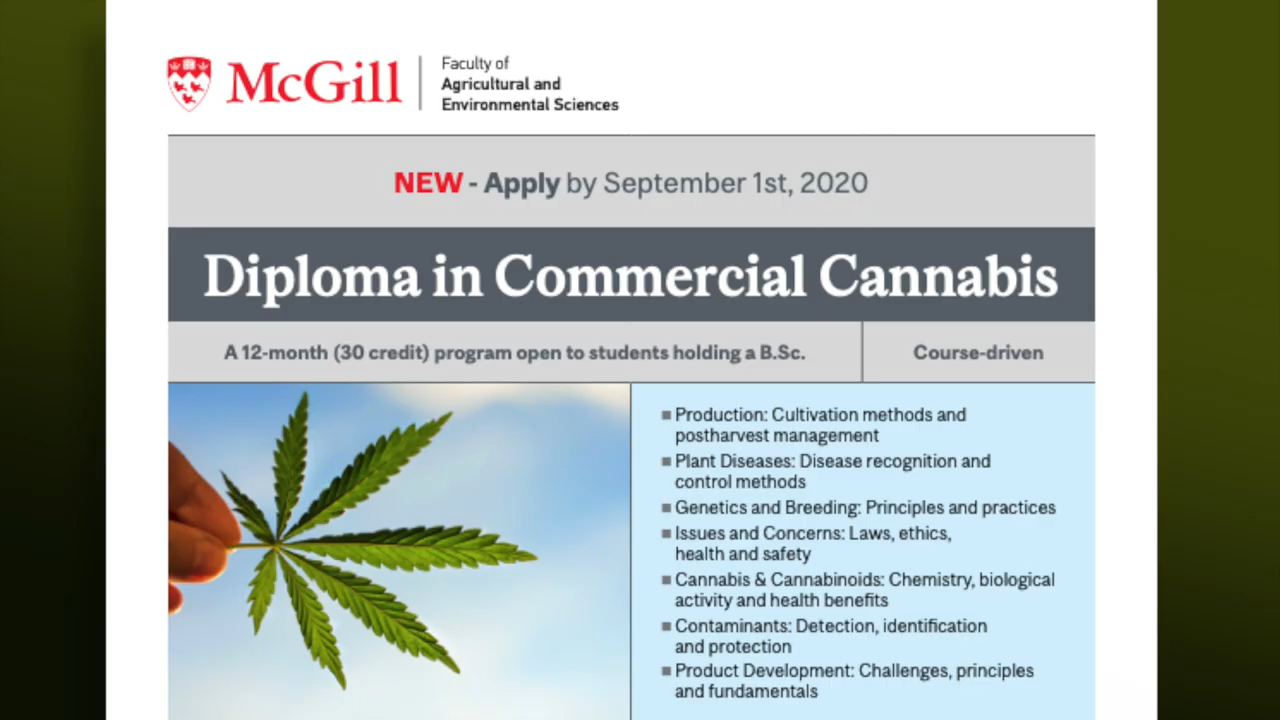 McGill
Faculty of
Agricultural and
Environmental Sciences
NEW - Apply by September 1st, 2020
Diploma in Commercial Cannabis
A 12-month (30 credit) program open to students holding a B.Sc.
Course-driven
■ Production: Cultivation methods and
postharvest management
■ Plant Diseases: Disease recognition and
control methods
■ Genetics and Breeding: Principles and practices
■ Issues and Concerns: Laws, ethics,
health and safety
■ Cannabis & Cannabinoids: Chemistry, biological
activity and health benefits
■ Contaminants: Detection, identification
and protection
■ Product Development: Challenges, principles
and fundamentals